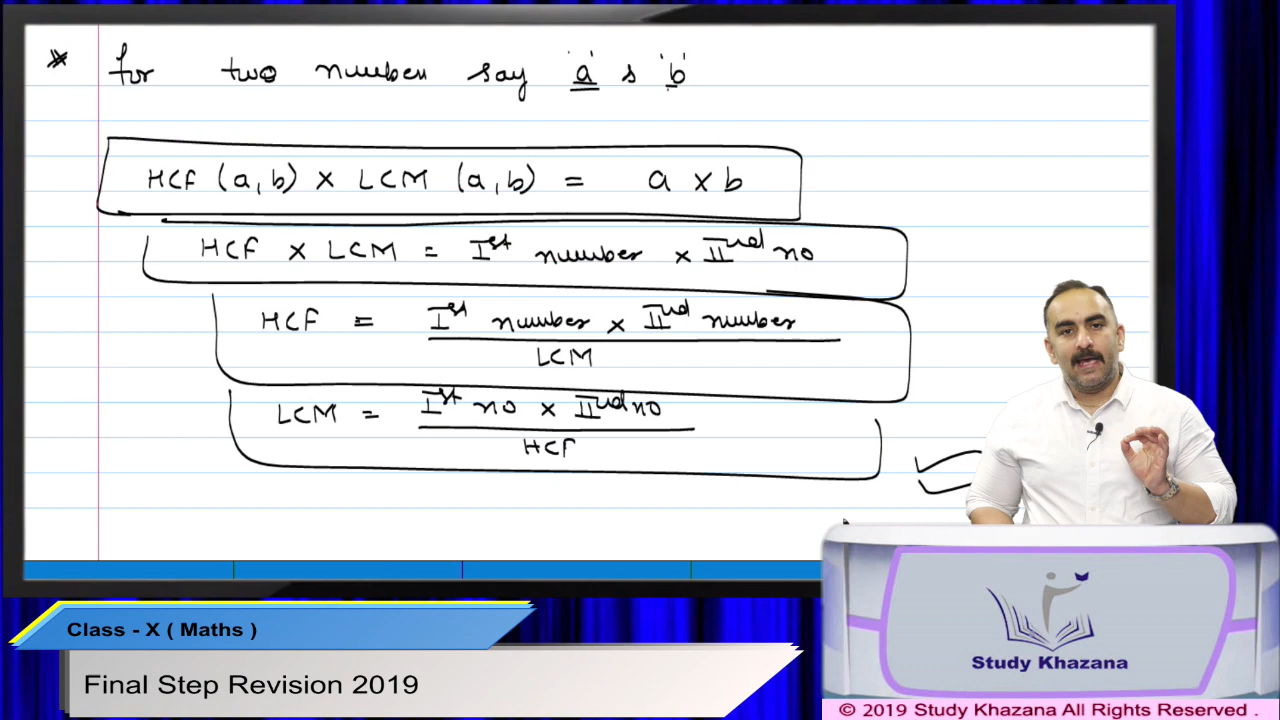 * for two number say 'a' & 'b'
HCF (a, b) × LCM (a, b) = a × b
HCF × LCM = Ist number × IInd no
HCF = Ist number × IInd number
LCM
LCM = Ist no × IInd no
HCF
Class - X ( Maths )
Final Step Revision 2019
Study Khazana
© 2019 Study Khazana All Rights Reserved .